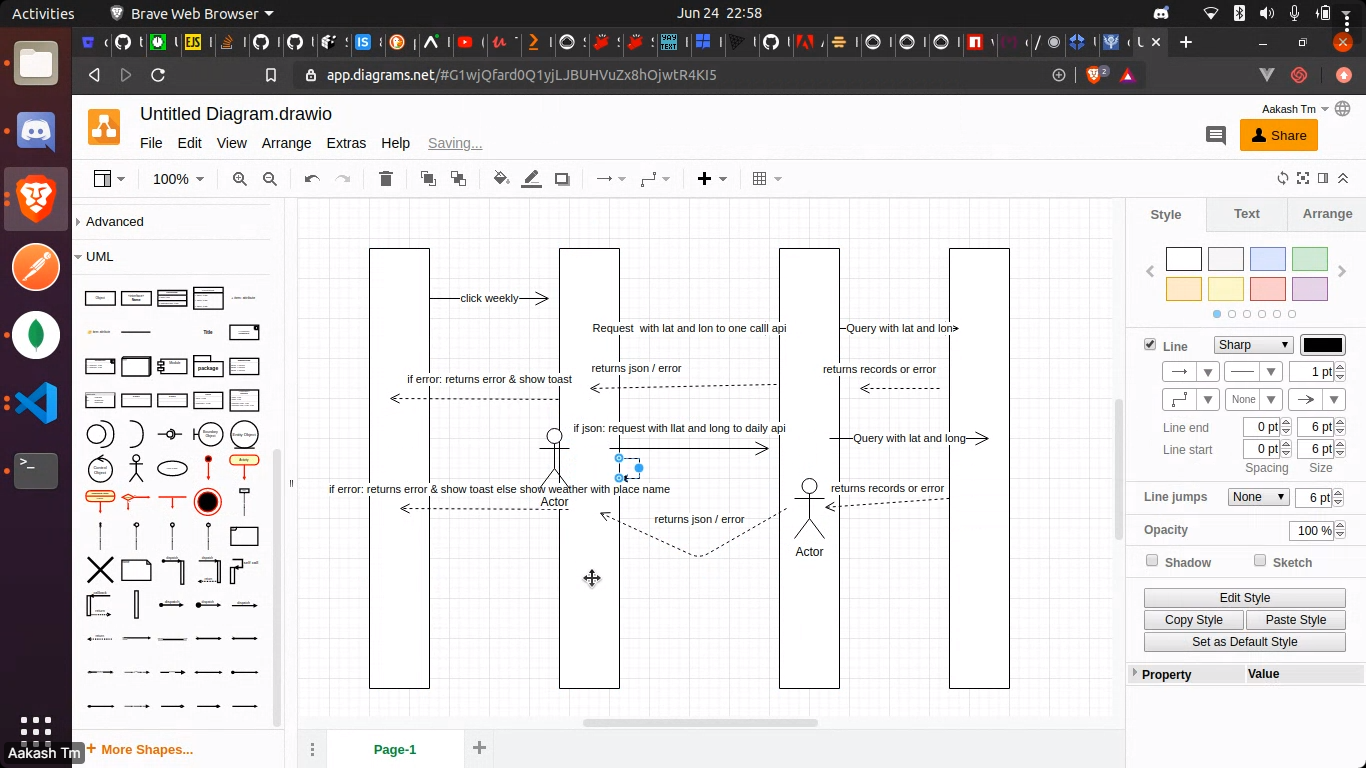 Activities
Brave Web Browser
Jun 24 22:58
app.diagrams.net/#G1wjQfard0Q1yjLJBUHVuZx8hOjwtR4KI5
2
Untitled Diagram.drawio
Aakash Tm
File Edit View Arrange Extras Help Saving...
Share
100%
Advanced
UML
Title
package
More Shapes...
Aakash Tm
click weekly
Request with lat and lon to one calll api
Query with lat and lon
returns json / error
returns records or error
if error: returns error & show toast
if json: request with llat and long to daily api
Query with lat and long
if error: returns error & show toast else show weather with place name
returns records or error
Actor
returns json / error
Actor
Page-1
Style Text Arrange
Line Sharp
1 pt
None
Line end 0 pt 6 pt
Line start 0 pt 6 pt
Spacing Size
Line jumps None 6 pt
Opacity 100 %
Shadow Sketch
Edit Style
Copy Style Paste Style
Set as Default Style
Property Value